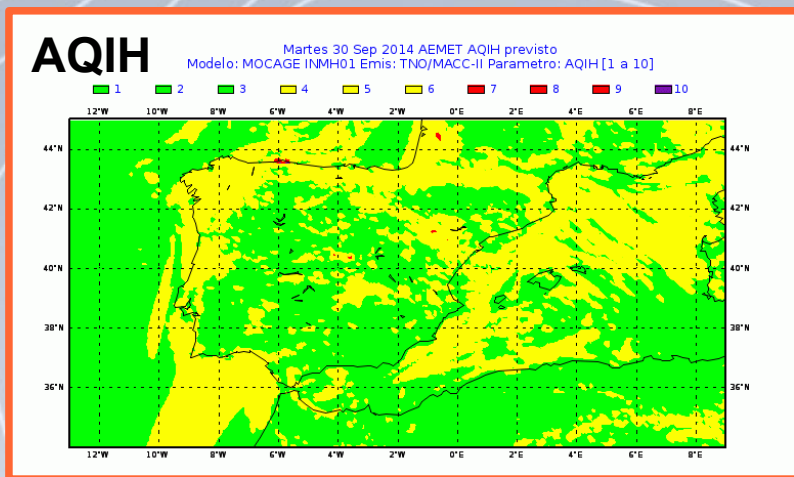 AQIH
Martes 30 Sep 2014 AEMET AQIH previsto
Modelo: MOCAGE INMH01 Emis: TNO/MACC-II Parametro: AQIH [1 a 10]
1 2 3 4 5 6 7 8 9 10
12°W 10°W 8°W 6°W 4°W 2°W 0°E 2°E 4°E 6°E 8°E
44°N 44°N
42°N 42°N
40°N 40°N
38°N 38°N
36°N 36°N
12°W 10°W 8°W 6°W 4°W 2°W 0°E 2°E 4°E 6°E 8°E